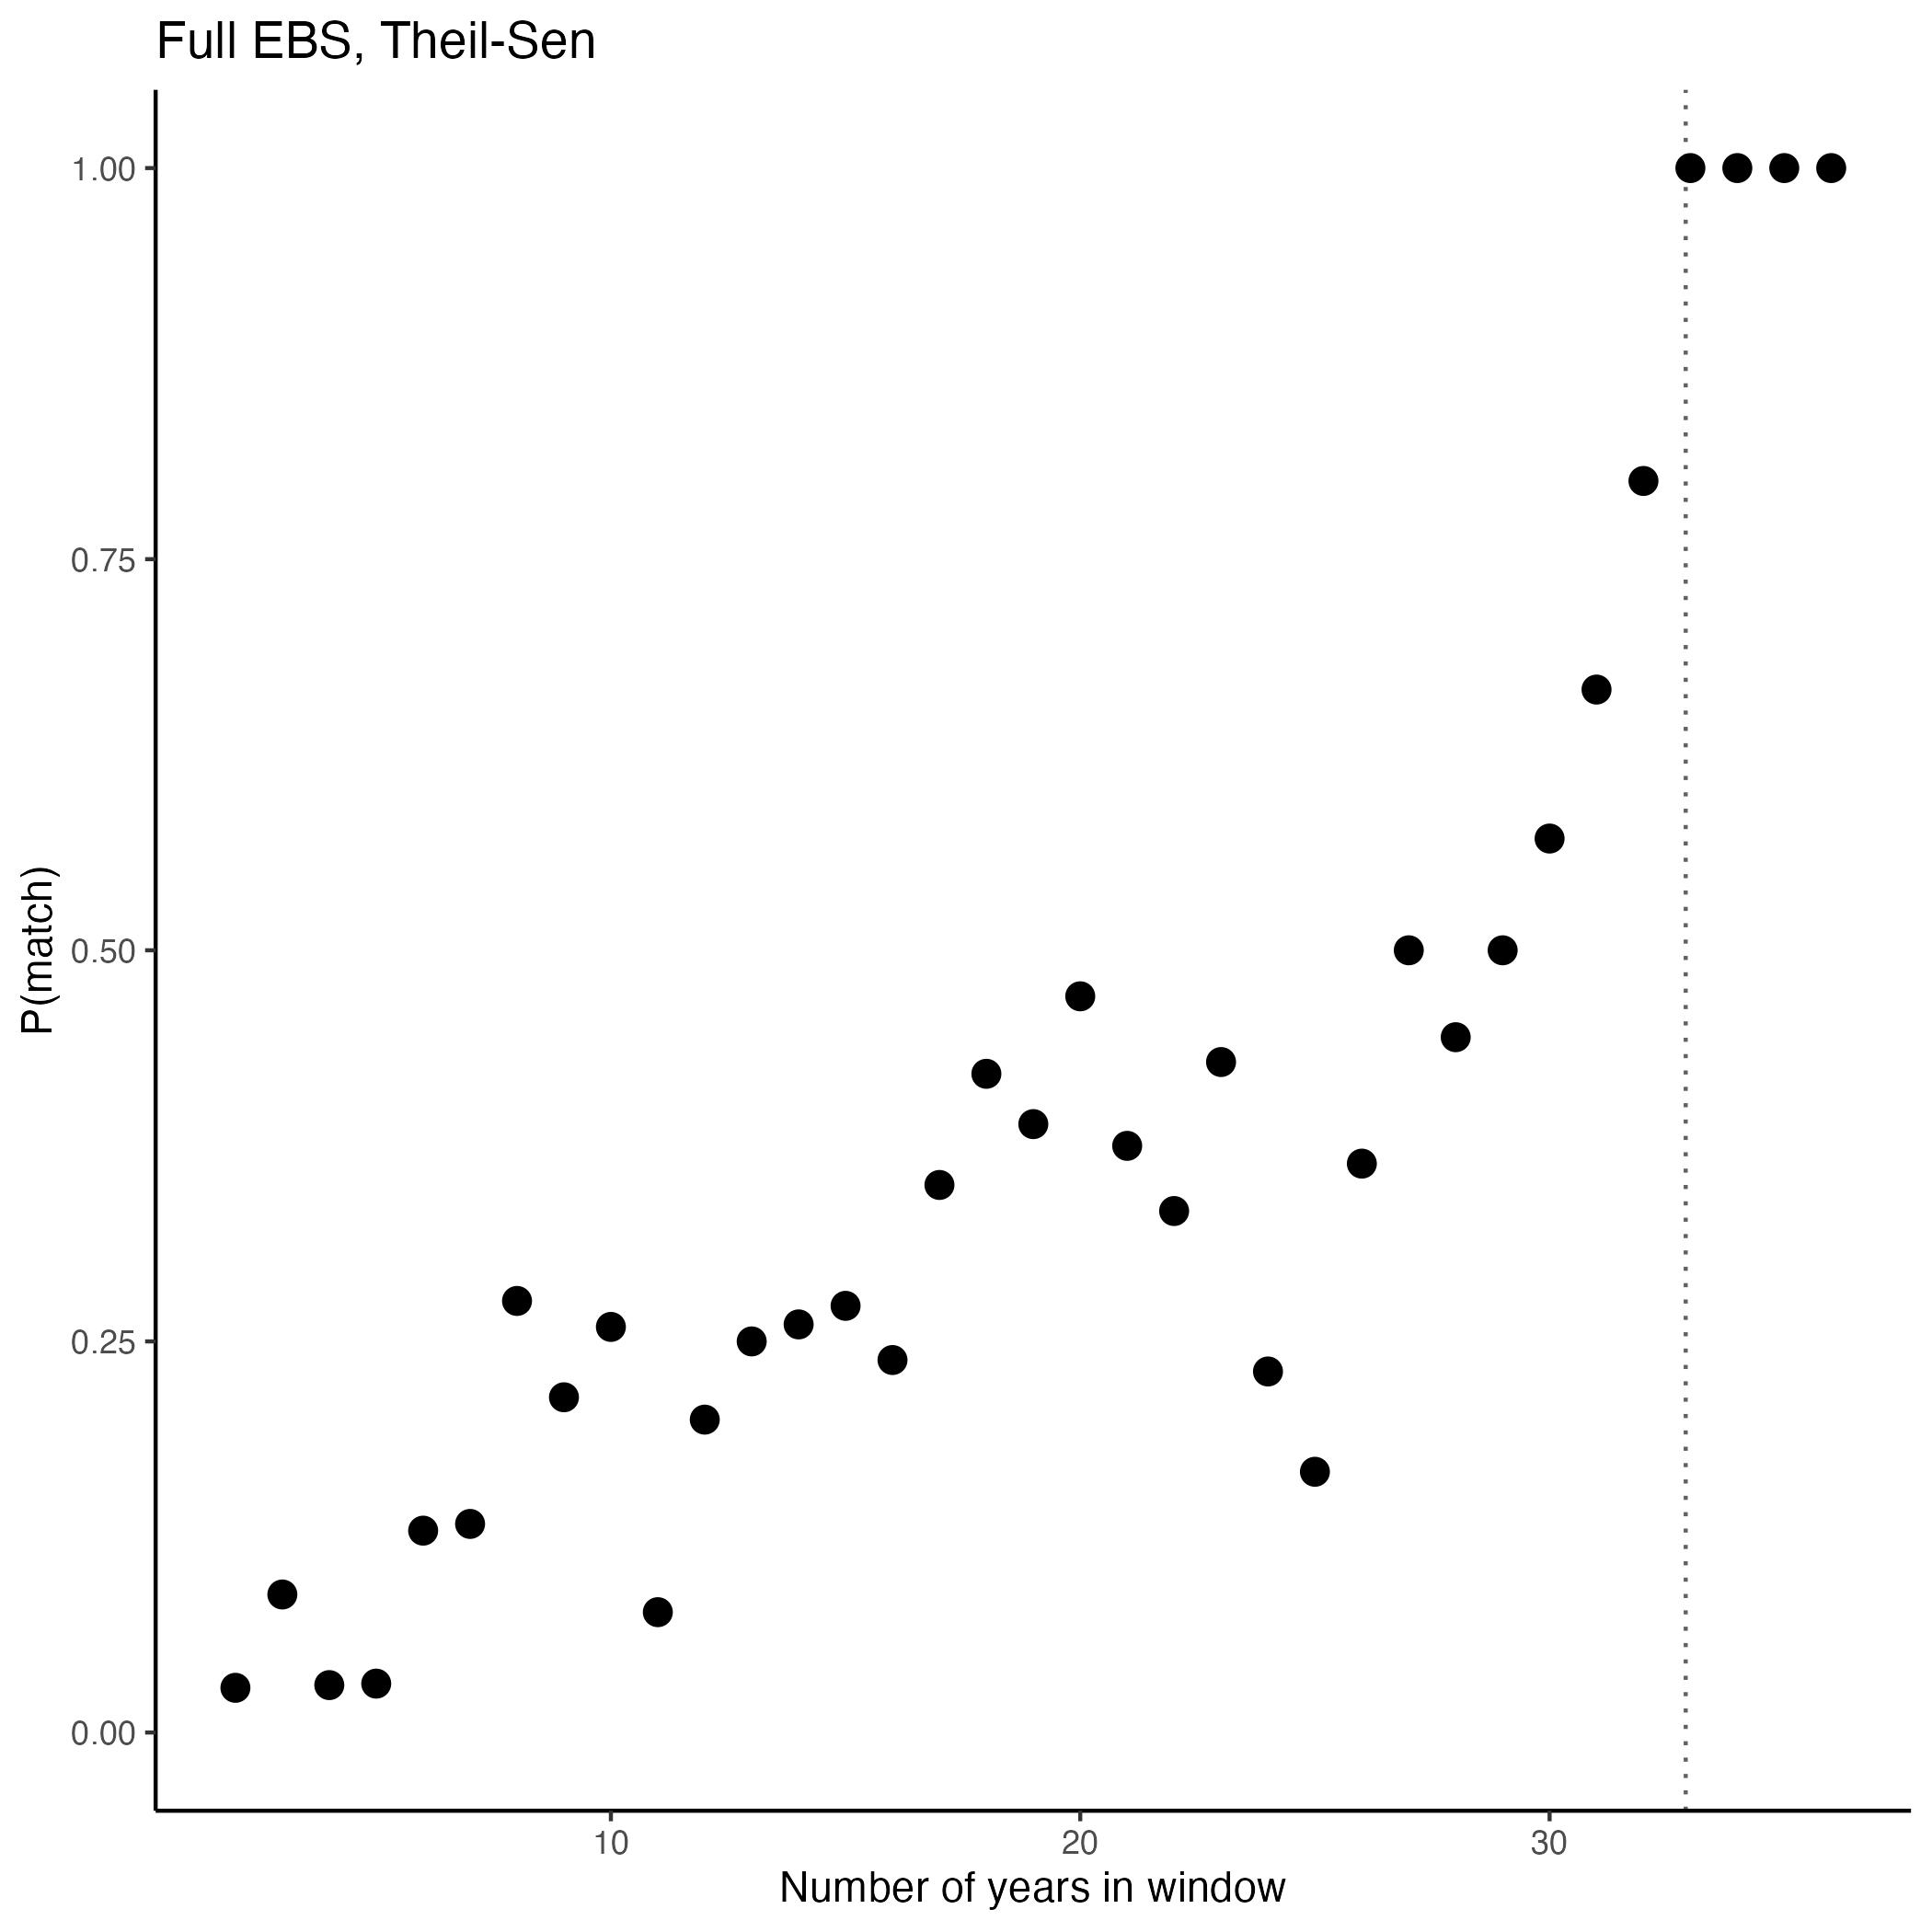 Full EBS, Theil-Sen
1.00
0.75
0.50
0.25
0.00
P(match)
10
20
30
Number of years in window